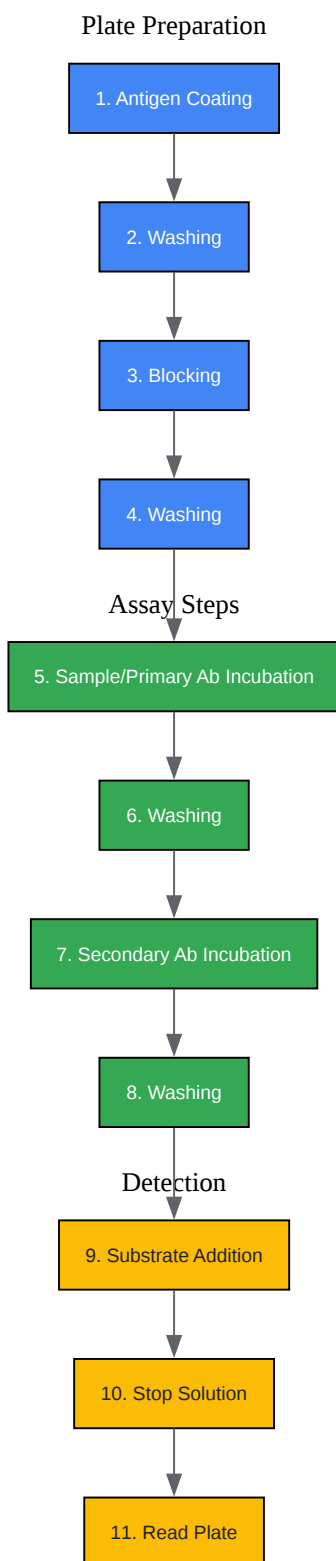 Plate Preparation
1. Antigen Coating
2. Washing
3. Blocking
4. Washing
Assay Steps
5. Sample/Primary Ab Incubation
6. Washing
7. Secondary Ab Incubation
8. Washing
Detection
9. Substrate Addition
10. Stop Solution
11. Read Plate